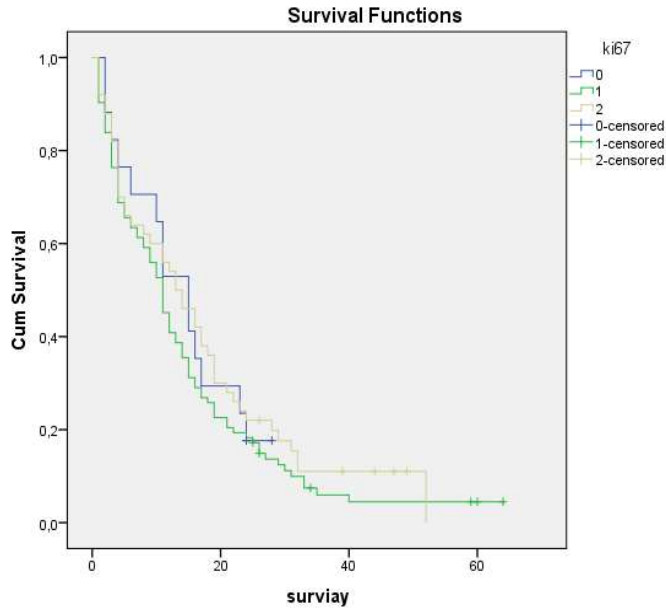 Survival Functions
ki67
0
1
2
0-censored
1-censored
2-censored
Cum Survival
1,0
0,8
0,6
0,4
0,2
0,0
0
20
40
60
surviay